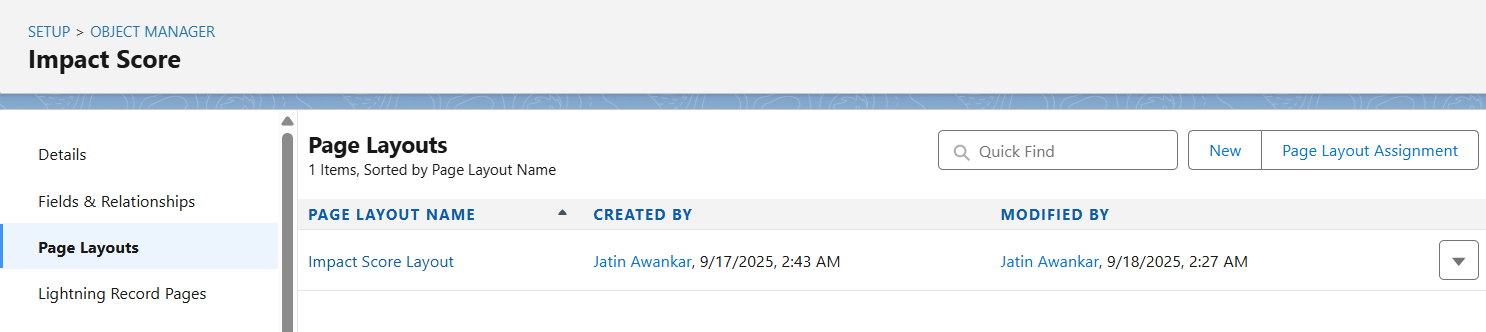 SETUP > OBJECT MANAGER
Impact Score
Details
Fields & Relationships
Page Layouts
Lightning Record Pages
Page Layouts
1 Items, Sorted by Page Layout Name
Quick Find
New
Page Layout Assignment
PAGE LAYOUT NAME CREATED BY MODIFIED BY
Impact Score Layout Jatin Awankar, 9/17/2025, 2:43 AM Jatin Awankar, 9/18/2025, 2:27 AM